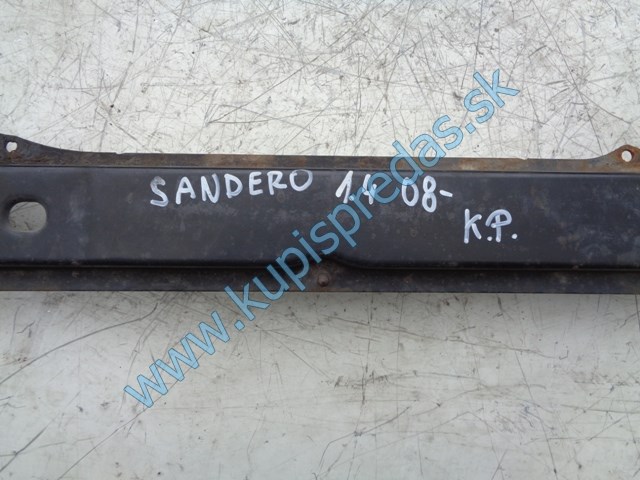 SANDERO 1.4 08-
K.P.
www.kupispredas.sk